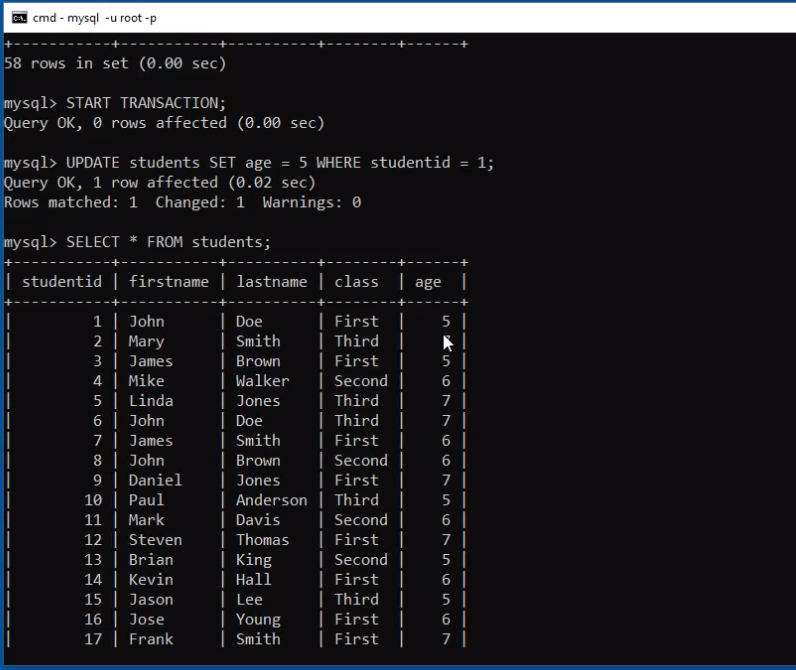 cmd - mysql -u root -p
+-----------+-----------+----------+--------+------+
58 rows in set (0.00 sec)
mysql> START TRANSACTION;
Query OK, 0 rows affected (0.00 sec)
mysql> UPDATE students SET age = 5 WHERE studentid = 1;
Query OK, 1 row affected (0.02 sec)
Rows matched: 1  Changed: 1  Warnings: 0
mysql> SELECT * FROM students;
+-----------+-----------+----------+--------+------+
| studentid | firstname | lastname | class  | age  |
+-----------+-----------+----------+--------+------+
|         1 | John      | Doe      | First  |    5 |
|         2 | Mary      | Smith    | Third  |      |
|         3 | James     | Brown    | First  |    5 |
|         4 | Mike      | Walker   | Second |    6 |
|         5 | Linda     | Jones    | Third  |    7 |
|         6 | John      | Doe      | Third  |    7 |
|         7 | James     | Smith    | First  |    6 |
|         8 | John      | Brown    | Second |    6 |
|         9 | Daniel    | Jones    | First  |    7 |
|        10 | Paul      | Anderson | Third  |    5 |
|        11 | Mark      | Davis    | Second |    6 |
|        12 | Steven    | Thomas   | First  |    7 |
|        13 | Brian     | King     | Second |    5 |
|        14 | Kevin     | Hall     | First  |    6 |
|        15 | Jason     | Lee      | Third  |    5 |
|        16 | Jose      | Young    | First  |    6 |
|        17 | Frank     | Smith    | First  |    7 |